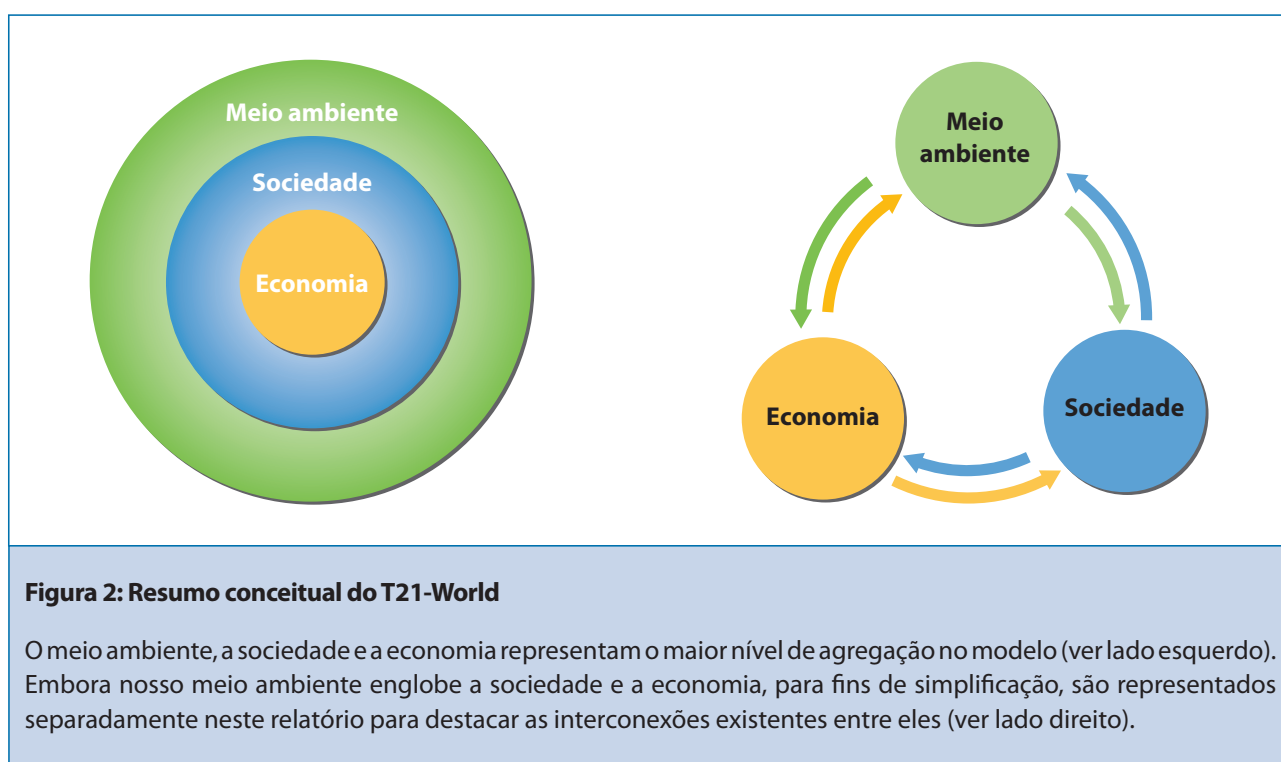 Meio ambiente
Sociedade
Economia
Meio
ambiente
Economia
Sociedade
Figura 2: Resumo conceitual do T21-World
O meio ambiente, a sociedade e a economia representam o maior nível de agregação no modelo (ver lado esquerdo).
Embora nosso meio ambiente englobe a sociedade e a economia, para fins de simplificação, são representados
separadamente neste relatório para destacar as interconexões existentes entre eles (ver lado direito).